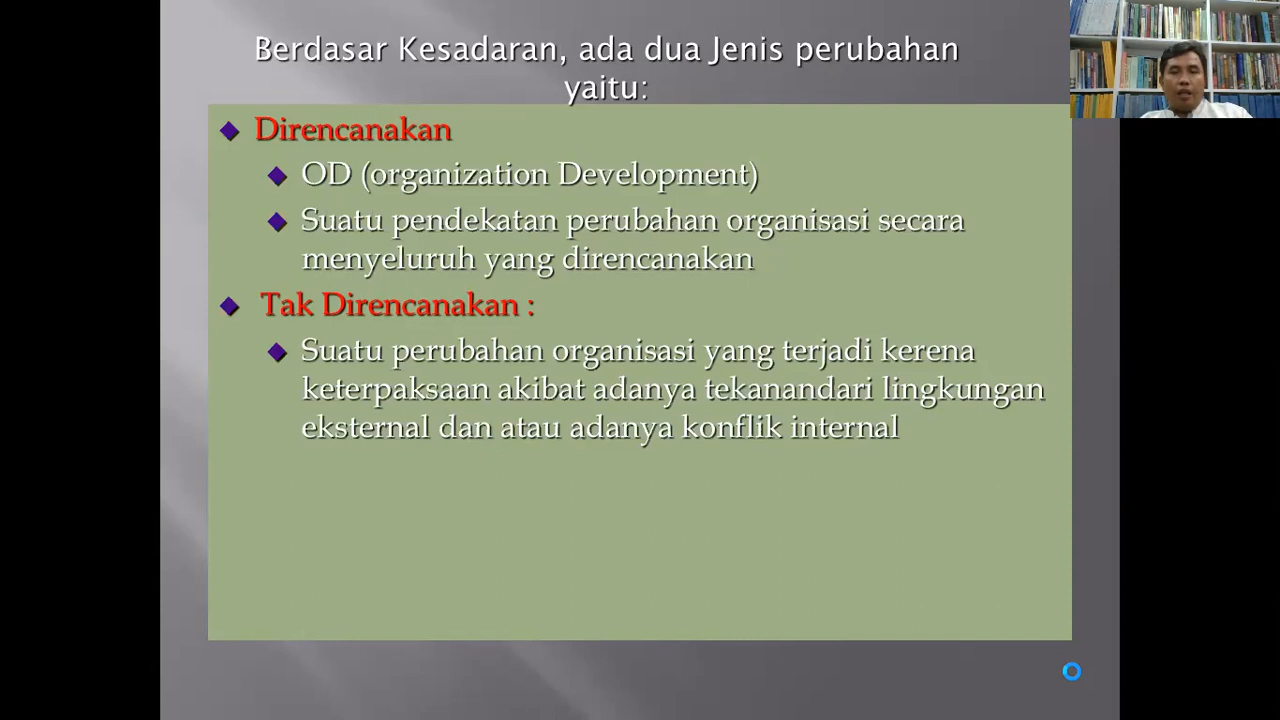 Berdasar Kesadaran, ada dua Jenis perubahan
yaitu:
Direncanakan
OD (organization Development)
Suatu pendekatan perubahan organisasi secara
menyeluruh yang direncanakan
Tak Direncanakan :
Suatu perubahan organisasi yang terjadi kerena
keterpaksaan akibat adanya tekanandari lingkungan
eksternal dan atau adanya konflik internal